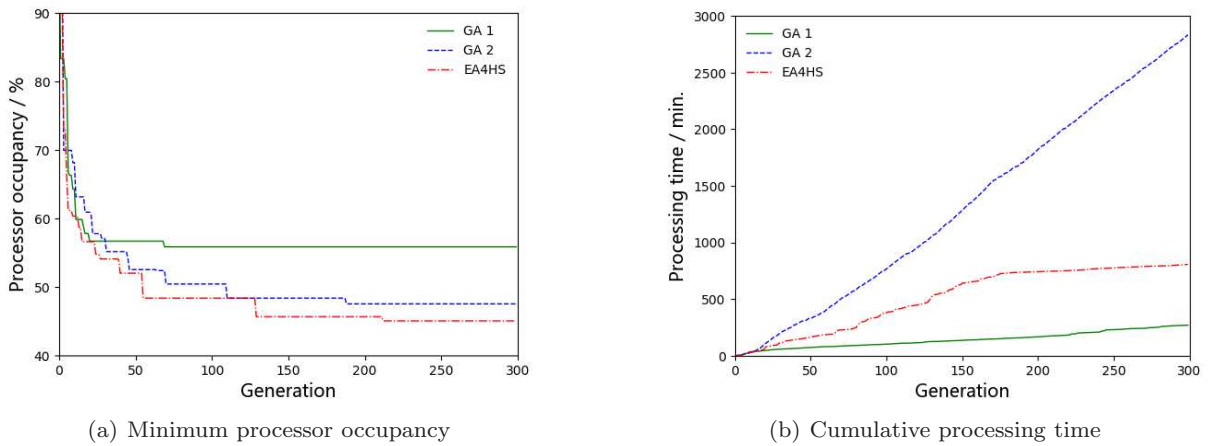 90
80
70
60
50
40
Processor occupancy / %
GA 1
GA 2
EA4HS
0
50
100
150
200
250
300
Generation
(a) Minimum processor occupancy
3000
2500
2000
1500
1000
500
0
Processing time / min.
GA 1
GA 2
EA4HS
0
50
100
150
200
250
300
Generation
(b) Cumulative processing time